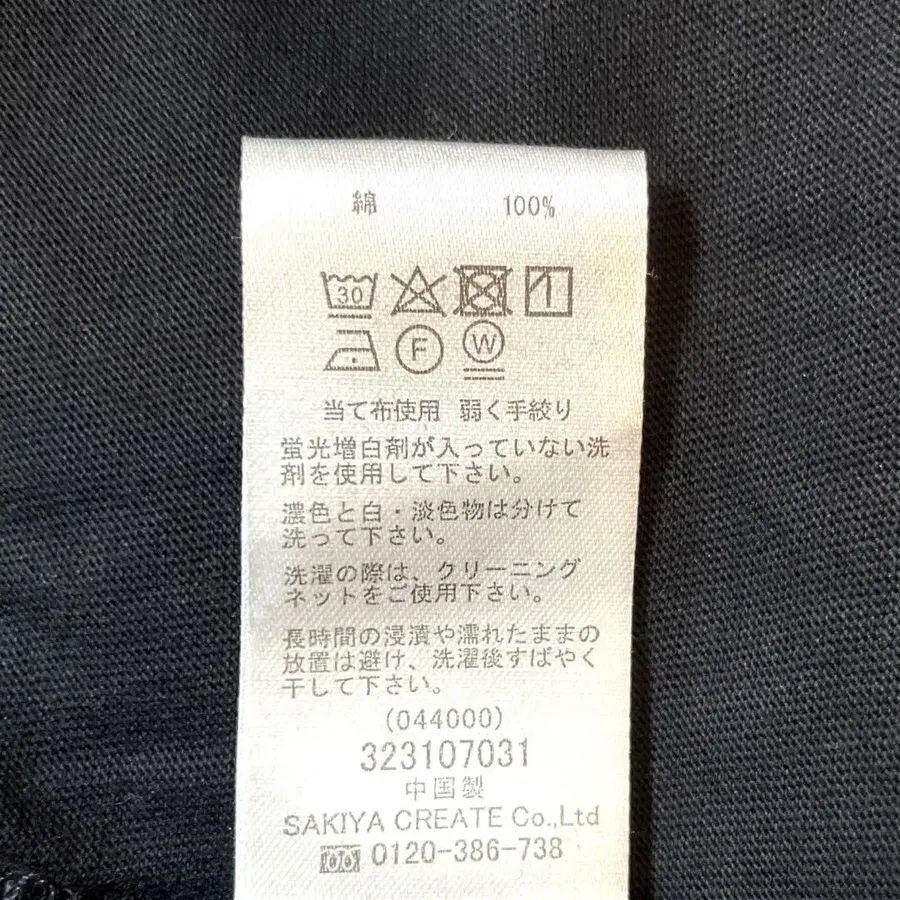 綿 100%
30
F W
当て布使用 弱く手絞り
蛍光増白剤が入っていない洗
剤を使用して下さい。
濃色と白・淡色物は分けて
洗って下さい。
洗濯の際は、クリーニング
ネットをご使用下さい。
長時間の浸漬や濡れたままの
放置は避け、洗濯後すばやく
干して下さい。
(044000)
323107031
中国製
SAKIYA CREATE Co.,Ltd
0120-386-738